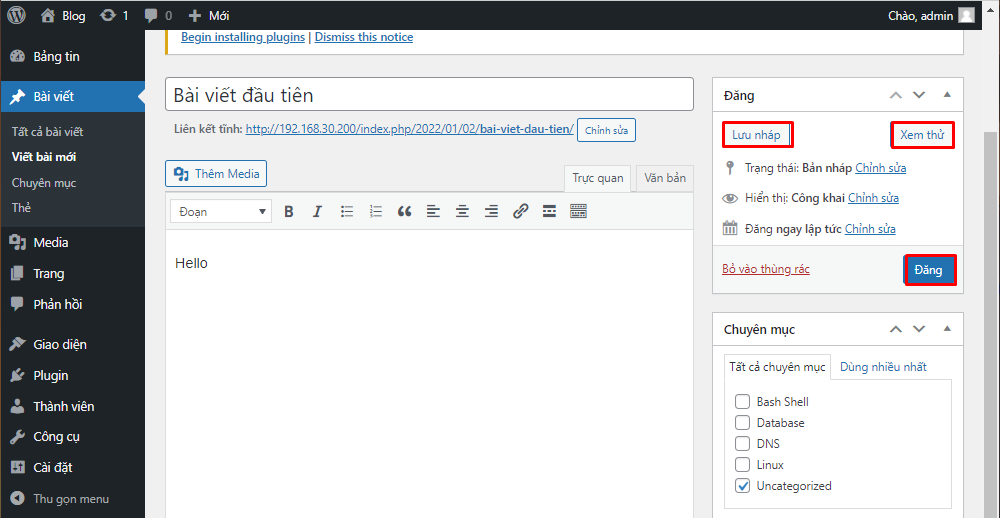 Blog 1 0 Mới Chào, admin
Begin installing plugins | Dismiss this notice
Bảng tin
Bài viết
Tất cả bài viết
Viết bài mới
Chuyên mục
Thẻ
Media
Trang
Phản hồi
Giao diện
Plugin
Thành viên
Công cụ
Cài đặt
Thu gọn menu
Bài viết đầu tiên
Liên kết tĩnh: http://192.168.30.200/index.php/2022/01/02/bai-viet-dau-tien/ Chỉnh sửa
Thêm Media
Trực quan Văn bản
Đoạn B I
Hello
Đăng
Lưu nháp Xem thử
Trạng thái: Bản nháp Chỉnh sửa
Hiển thị: Công khai Chỉnh sửa
Đăng ngay lập tức Chỉnh sửa
Bỏ vào thùng rác Đăng
Chuyên mục
Tất cả chuyên mục Dùng nhiều nhất
Bash Shell
Database
DNS
Linux
Uncategorized